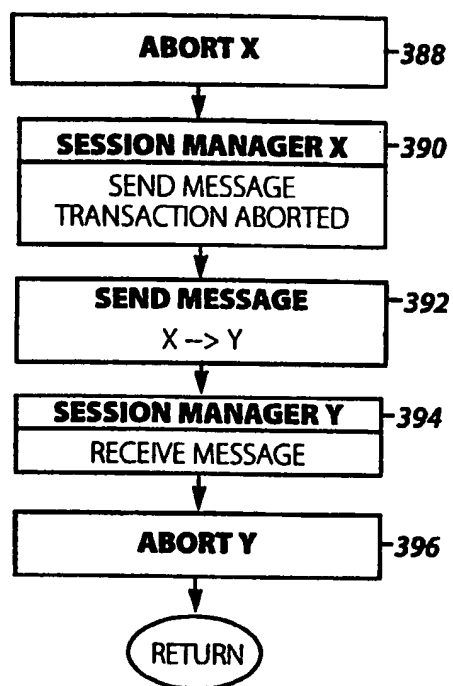 ABORT X 388
SESSION MANAGER X 390
SEND MESSAGE
TRANSACTION ABORTED
SEND MESSAGE 392
X --> Y
SESSION MANAGER Y 394
RECEIVE MESSAGE
ABORT Y 396
RETURN